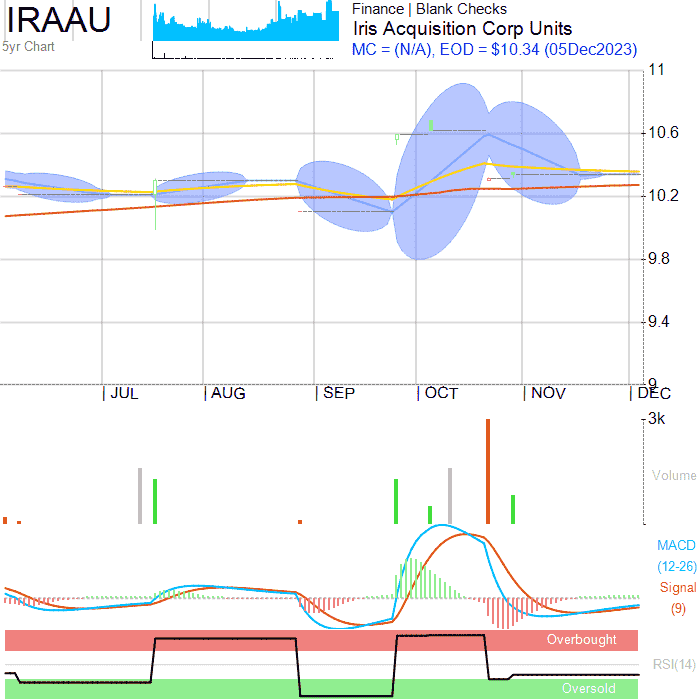 IRAAU
5yr Chart
Finance | Blank Checks
Iris Acquisition Corp Units
MC = (N/A), EOD = $10.34 (05Dec2023)
11
10.6
10.2
9.8
9.4
9
JUL AUG SEP OCT NOV DEC
3k
Volume
MACD
(12-26)
Signal
(9)
Overbought
RSI(14)
Oversold